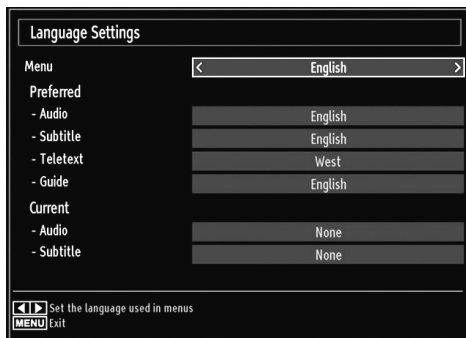 Language Settings
Menu < English >
Preferred
- Audio English
- Subtitle English
- Teletext West
- Guide English
Current
- Audio None
- Subtitle None
Set the language used in menus
MENU Exit